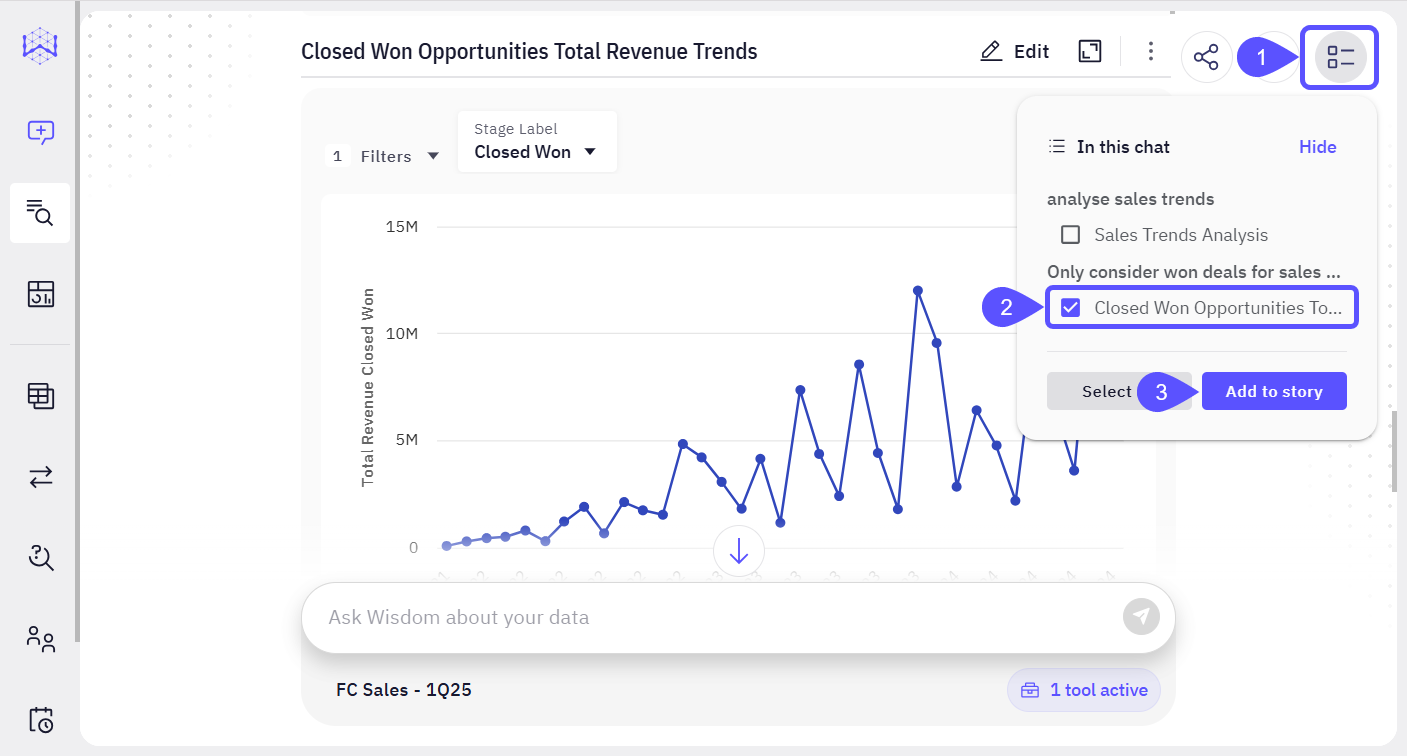 Closed Won Opportunities Total Revenue Trends
Edit
1
1 Filters
Stage Label
Closed Won
In this chat
Hide
analyse sales trends
Sales Trends Analysis
Only consider won deals for sales ...
2
Closed Won Opportunities To...
Select
3
Add to story
Total Revenue Closed Won
15M
10M
5M
0
Ask Wisdom about your data
FC Sales - 1Q25
1 tool active